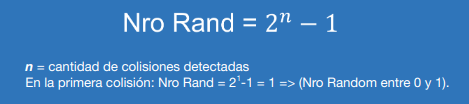 Nro Rand = 2ⁿ − 1
n = cantidad de colisiones detectadas
En la primera colisión: Nro Rand = 2¹-1 = 1 => (Nro Random entre 0 y 1).